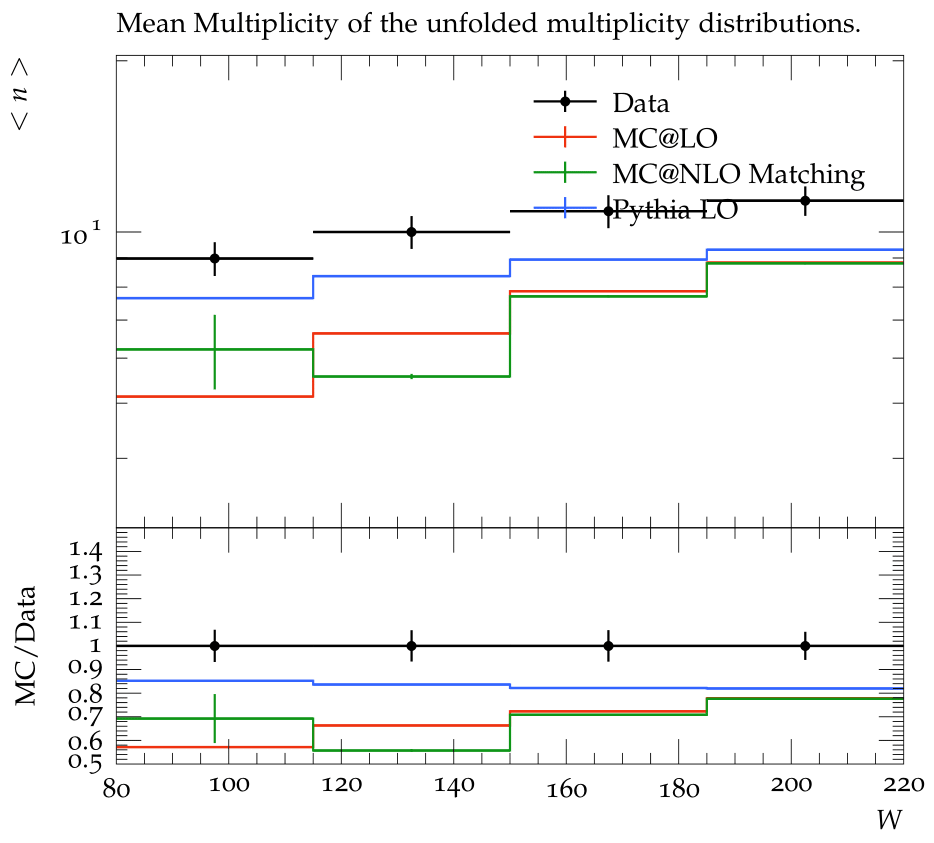 Mean Multiplicity of the unfolded multiplicity distributions.
< n >
Data
MC@LO
MC@NLO Matching
Pythia LO
10 1
MC/Data
1.4
1.3
1.2
1.1
1
0.9
0.8
0.7
0.6
0.5
80 100 120 140 160 180 200 220
W